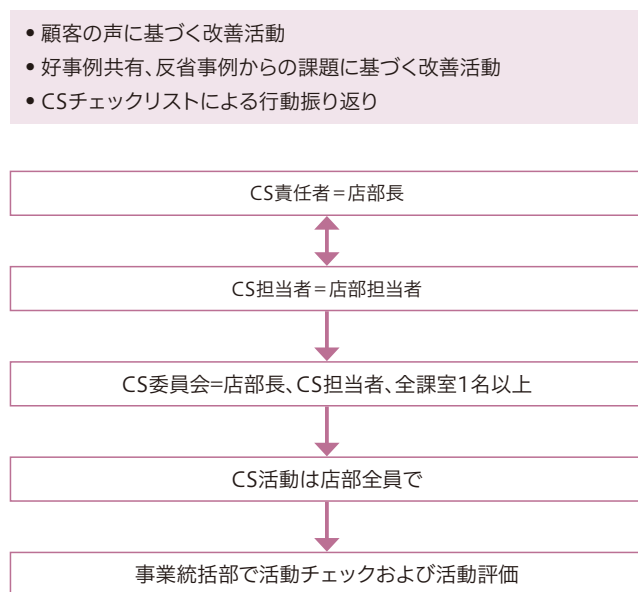 • 顧客の声に基づく改善活動
• 好事例共有、反省事例からの課題に基づく改善活動
• CSチェックリストによる行動振り返り
CS責任者=店部長
CS担当者=店部担当者
CS委員会=店部長、CS担当者、全課室1名以上
CS活動は店部全員で
事業統括部で活動チェックおよび活動評価